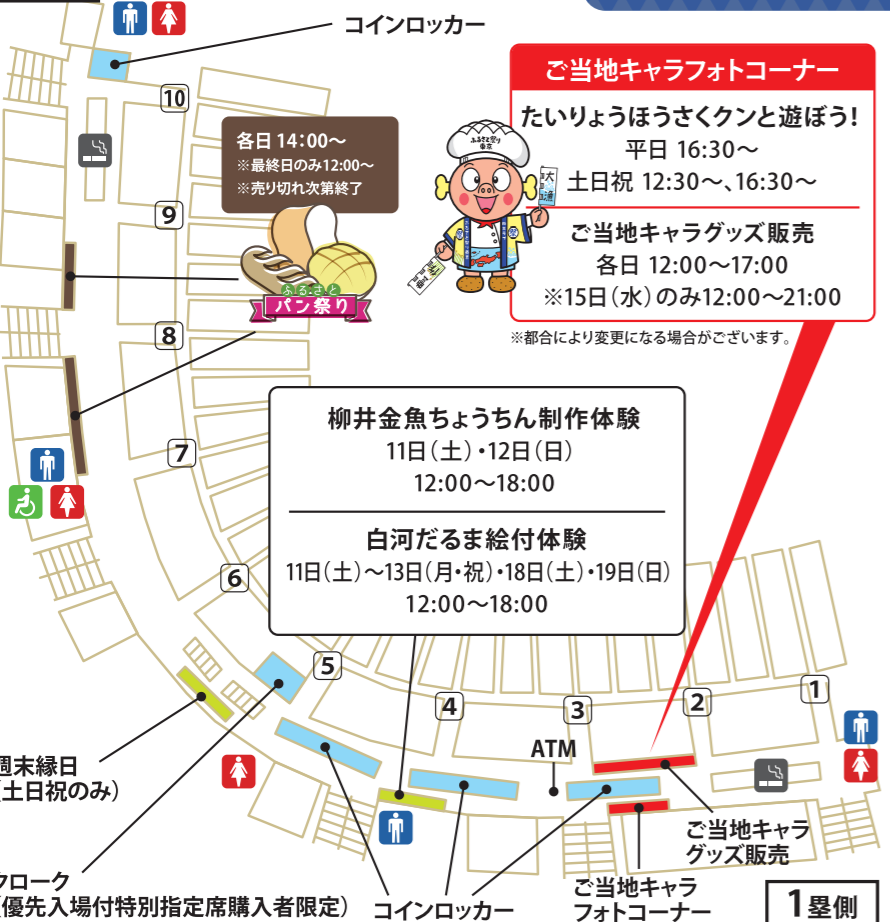 コインロッカー
10
各日 14:00～
※最終日のみ12:00～
※売り切れ次第終了
ふるさと
パン祭り
ふるさと祭り
東京
大漁
ご当地キャラフォトコーナー
たいりょうほうさくクンと遊ぼう!
平日 16:30～
土日祝 12:30～、16:30～
ご当地キャラグッズ販売
各日 12:00～17:00
※15日(水)のみ12:00～21:00
※都合により変更になる場合がございます。
9
8
7
6
5
4
3
2
1
柳井金魚ちょうちん制作体験
11日(土)・12日(日)
12:00～18:00
白河だるま絵付体験
11日(土)～13日(月・祝)・18日(土)・19日(日)
12:00～18:00
ATM
週末縁日
(土日祝のみ)
クローク
(優先入場付特別指定席購入者限定)
コインロッカー
ご当地キャラ
フォトコーナー
ご当地キャラ
グッズ販売
1塁側